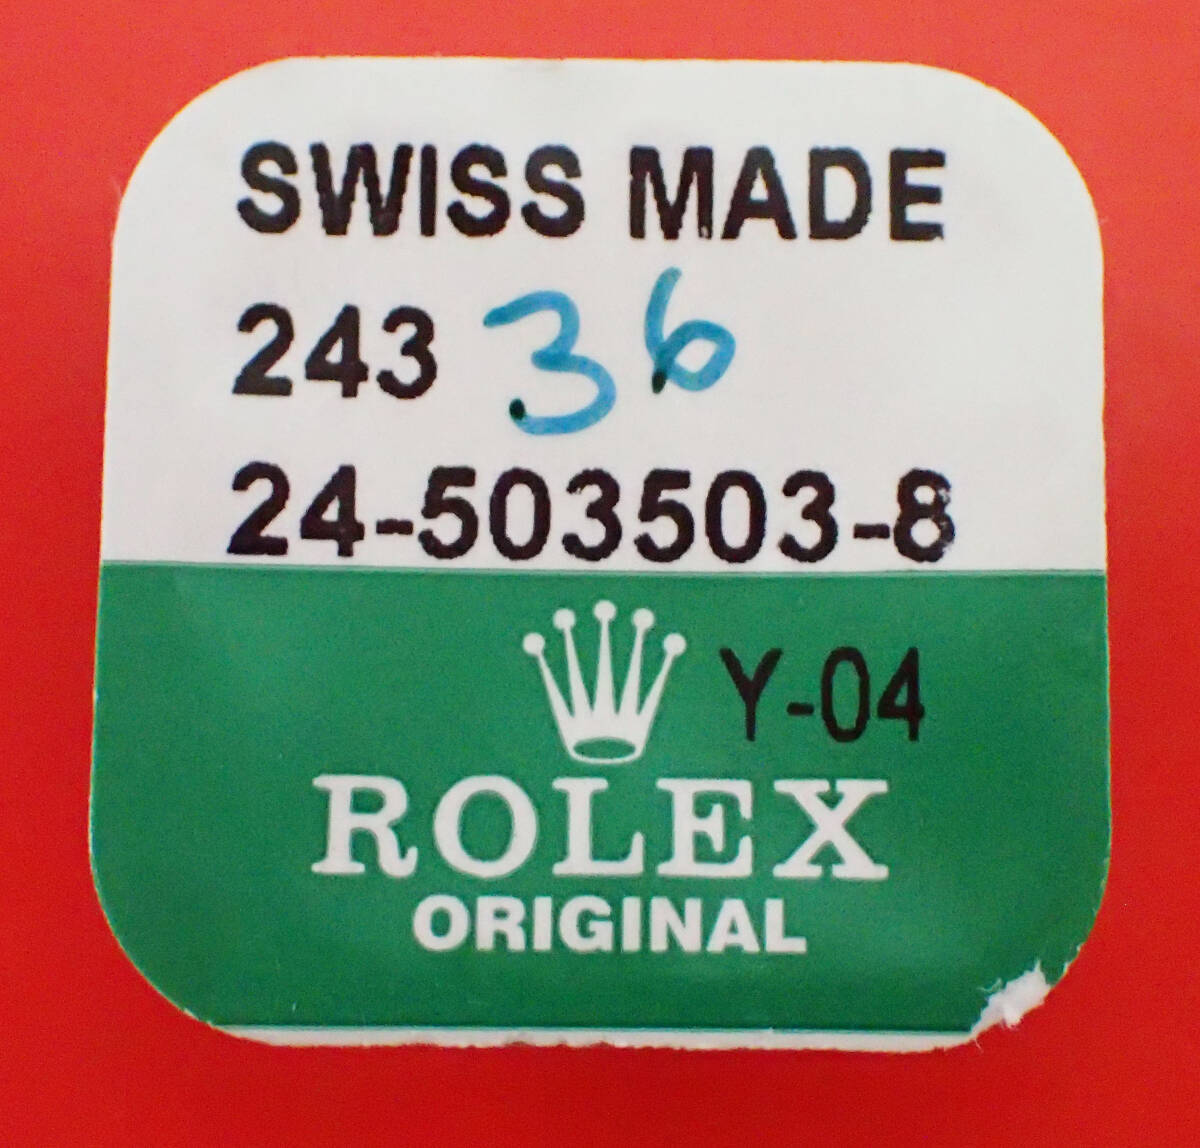 SWISS MADE
243 36
24-503503-8
Y-04
ROLEX
ORIGINAL